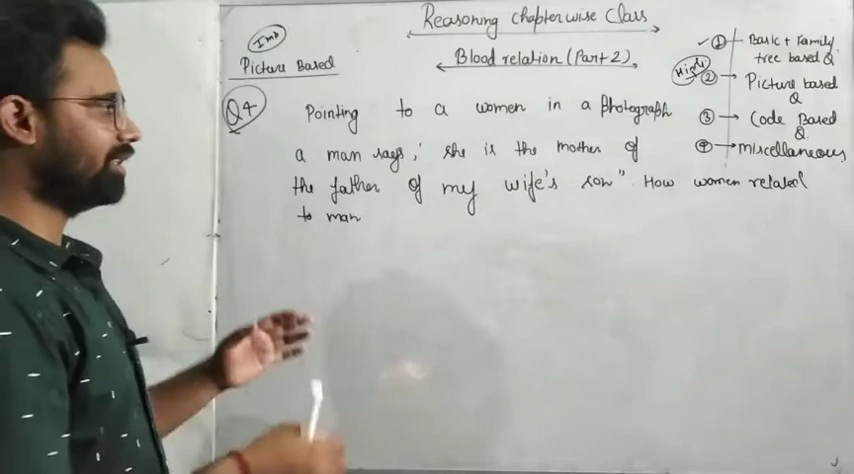 Reasoning chapterwise Class
Imp
Picture Based
Blood relation (Part 2)
① Basic + Family
tree based Q
Hindi
② → Picture based
Q
③ → Code Based
Q
④ → miscellaneous
Q4 Pointing to a women in a photograph
a man says,' she is the mother of
the father of my wife's son" . How women related
to man